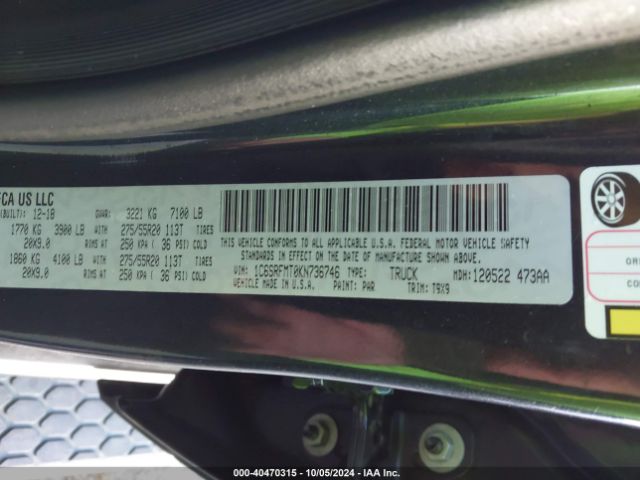 FCA US LLC
(BUILT): 12-18 GVWR: 3221 KG 7100 LB
1770 KG 3900 LB WITH 275/55R20 113T TIRES
20X9.0 RIMS AT 250 KPA ( 36 PSI) COLD
1860 KG 4100 LB WITH 275/55R20 113T TIRES
20X9.0 RIMS AT 250 KPA ( 36 PSI) COLD
THIS VEHICLE CONFORMS TO ALL APPLICABLE U.S.A. FEDERAL MOTOR VEHICLE SAFETY
STANDARDS IN EFFECT ON THE DATE OF MANUFACTURE SHOWN ABOVE.
VIN: 1C6SRFMT0KN736746 TYPE: TRUCK MDH: 120522 473AA
VEHICLE MADE IN U.S.A. PAINT: PAR TRIM: T9X9
000-40470315 - 10/05/2024 - IAA Inc.